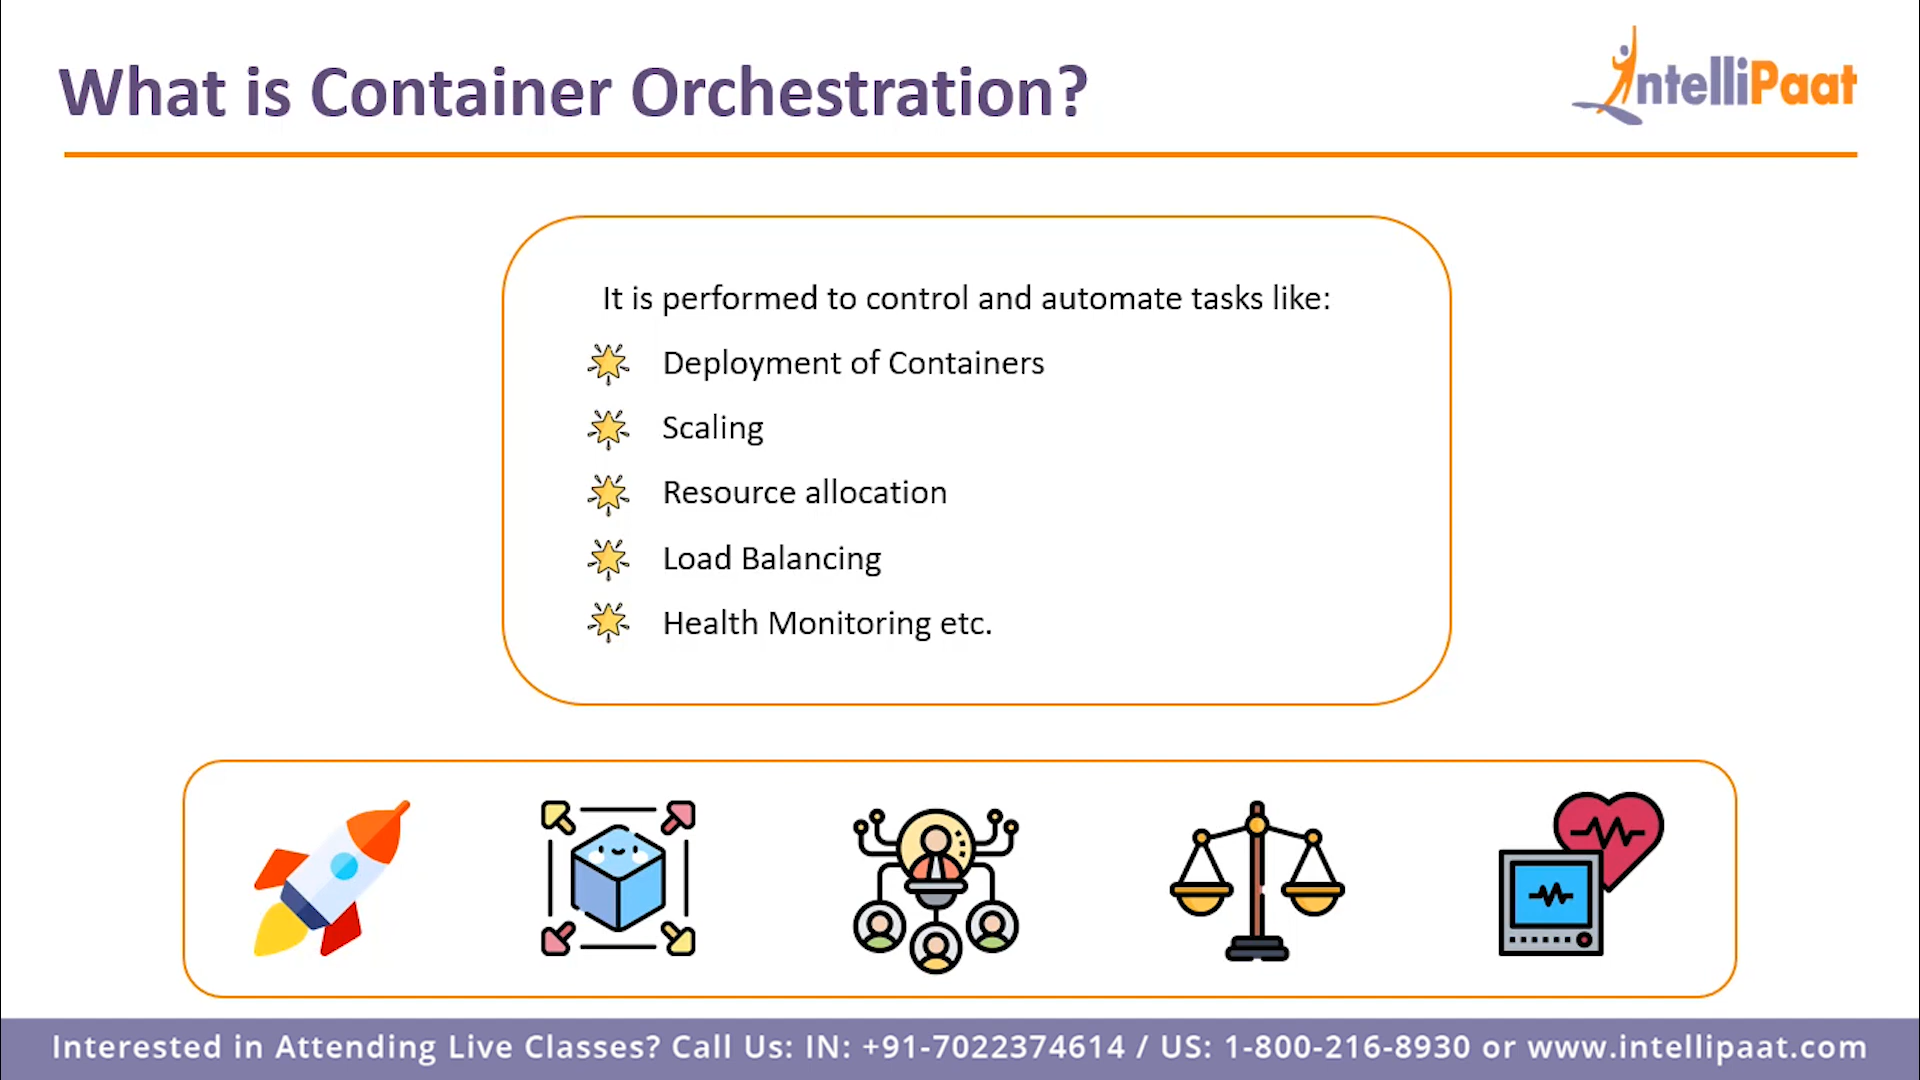 What is Container Orchestration?
IntelliPaat
It is performed to control and automate tasks like:
Deployment of Containers
Scaling
Resource allocation
Load Balancing
Health Monitoring etc.
Interested in Attending Live Classes? Call Us: IN: +91-7022374614 / US: 1-800-216-8930 or www.intellipaat.com